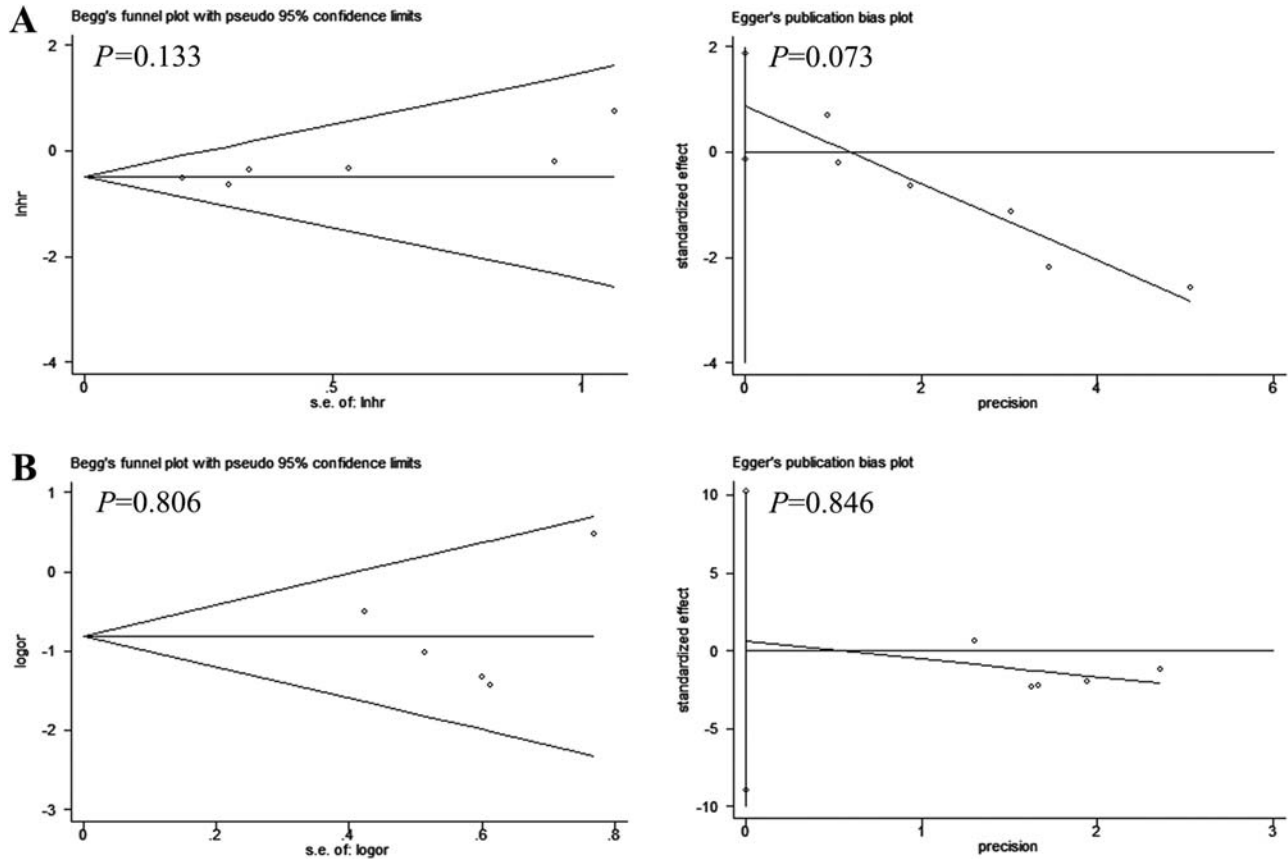 A
Begg's funnel plot with pseudo 95% confidence limits
P=0.133
2
0
-2
-4
lnhr
0
.5
1
s.e. of: lnhr
Egger's publication bias plot
P=0.073
2
0
-2
-4
standardized effect
0
2
4
6
precision
B
Begg's funnel plot with pseudo 95% confidence limits
P=0.806
1
0
-1
-2
-3
logor
0
.2
.4
.6
.8
s.e. of: logor
Egger's publication bias plot
P=0.846
10
5
0
-5
-10
standardized effect
0
1
2
3
precision